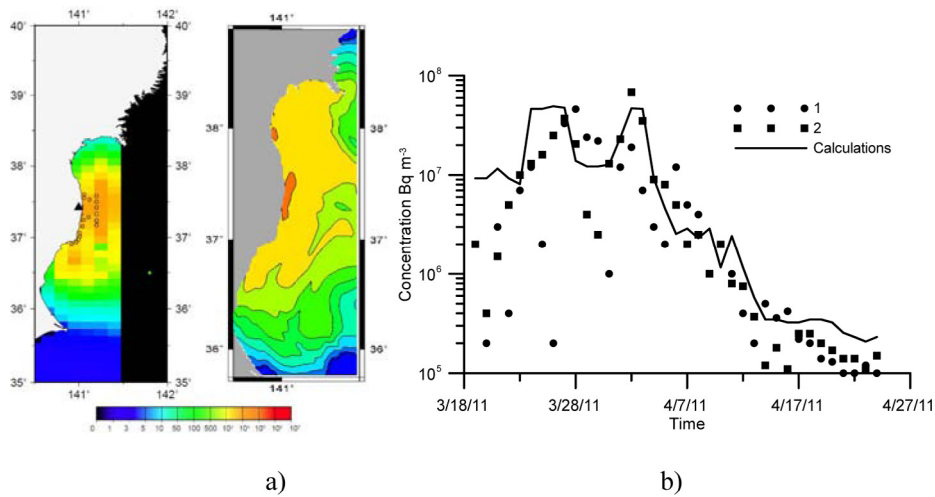 a)
141° 142°
40° 40°
39° 39°
38° 38°
37° 37°
36° 36°
35° 35°
141° 142°
141°
38° 38°
37° 37°
36° 36°
141°
0 1 3 5 10 50 100 500
a)
b)
Concentration Bq m-3
10⁸
10⁷
10⁶
10⁵
1
2
Calculations
3/18/11 3/28/11 4/7/11 4/17/11 4/27/11
Time
b)